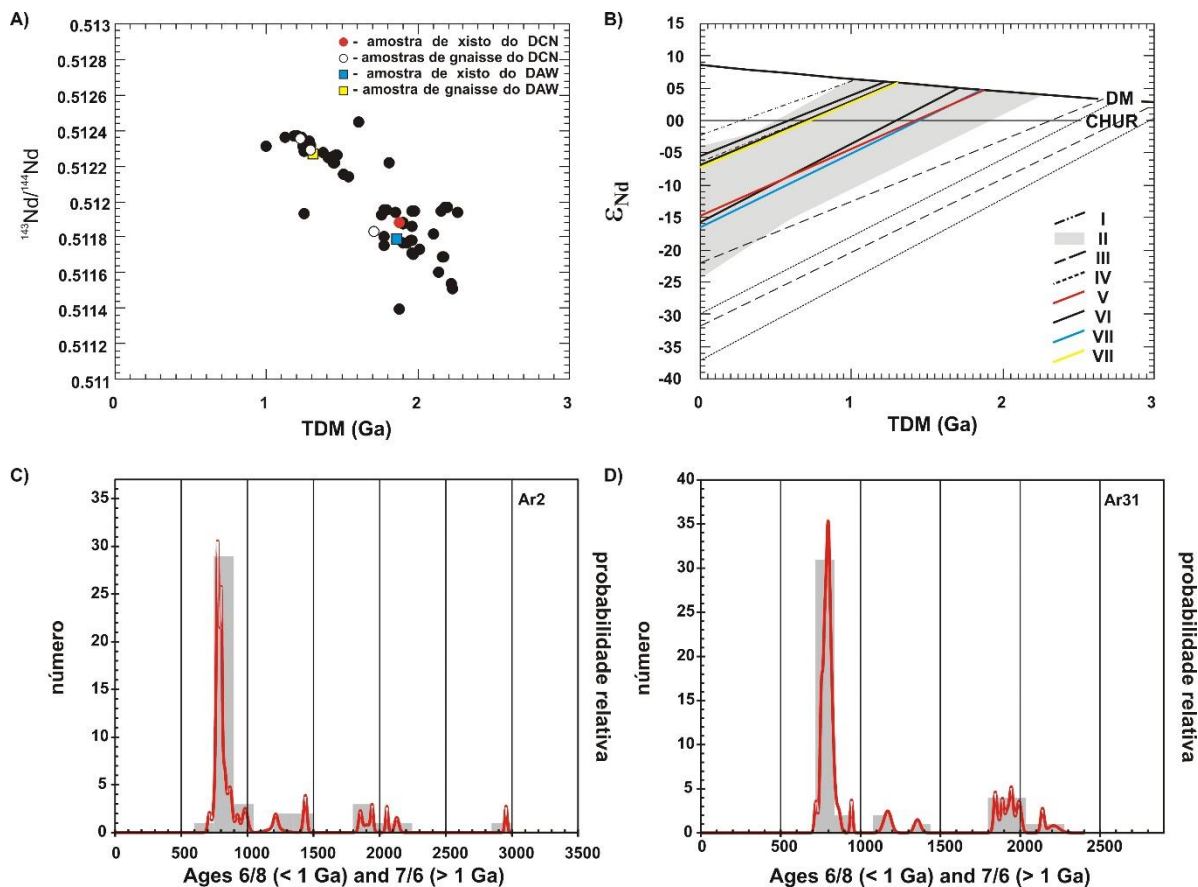 A)
0.513
0.5128
0.5126
0.5124
0.5122
0.512
0.5118
0.5116
0.5114
0.5112
0.511
¹⁴³Nd/¹⁴⁴Nd
- amostra de xisto do DCN
- amostras de gnaisse do DCN
- amostra de xisto do DAW
- amostra de gnaisse do DAW
0 1 2 3
TDM (Ga)
B)
15
10
05
00
-05
-10
-15
-20
-25
-30
-35
-40
εNd
DM
CHUR
I
II
III
IV
V
VI
VII
VII
0 1 2 3
TDM (Ga)
C)
35
30
25
20
15
10
5
0
número
Ar2
probabilidade relativa
0 500 1000 1500 2000 2500 3000 3500
Ages 6/8 (< 1 Ga) and 7/6 (> 1 Ga)
D)
40
35
30
25
20
15
10
5
0
número
Ar31
probabilidade relativa
0 500 1000 1500 2000 2500
Ages 6/8 (< 1 Ga) and 7/6 (> 1 Ga)